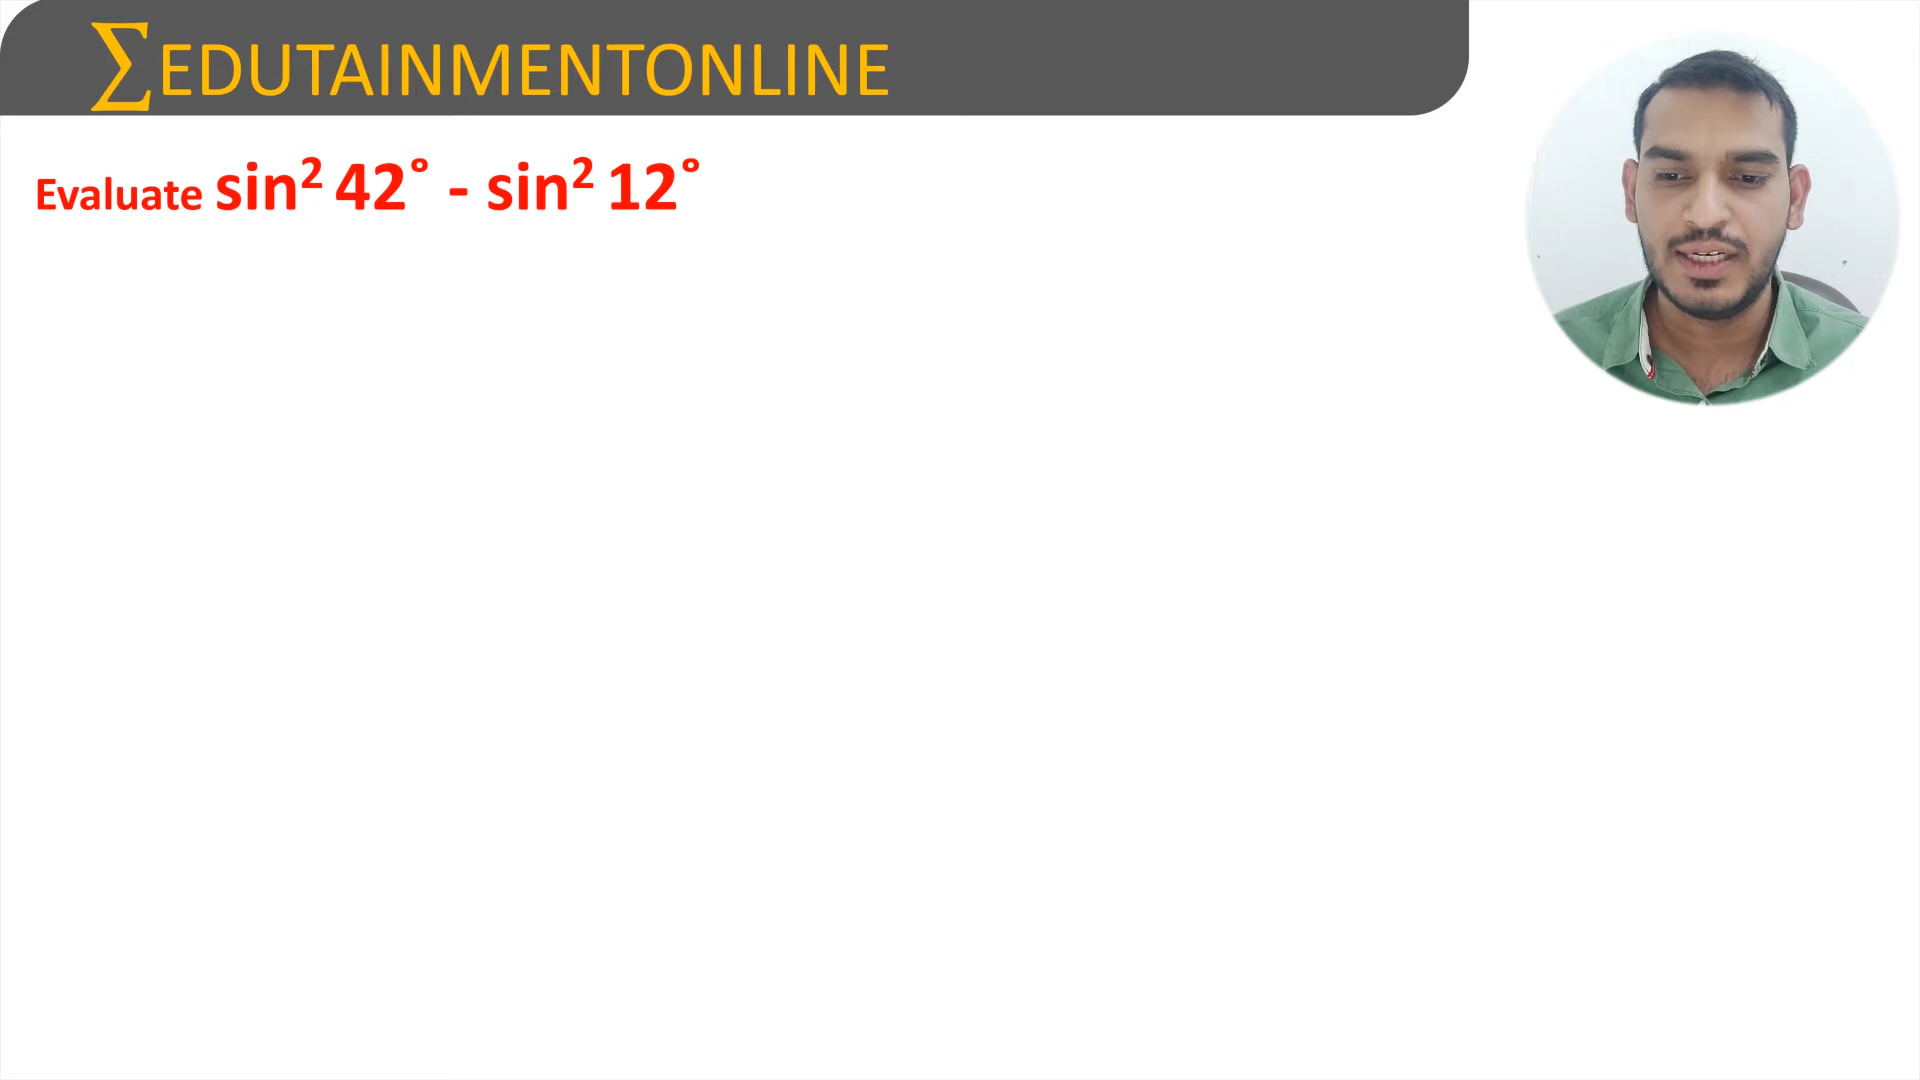 ∑EDUTAINMENTONLINE
Evaluate sin² 42˚ - sin² 12˚